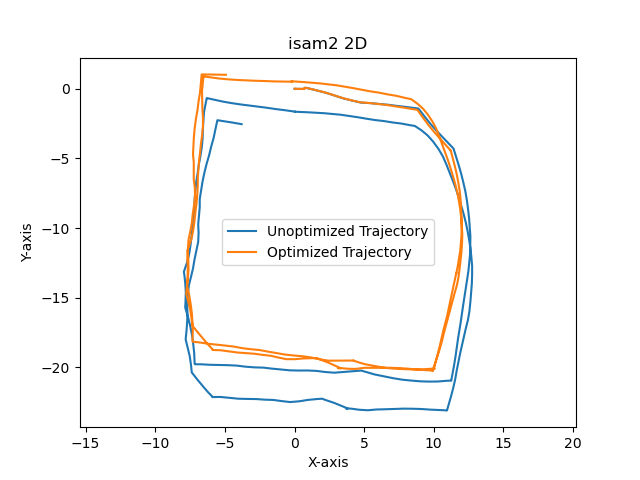 isam2 2D
0
−5
−10
−15
−20
Y-axis
Unoptimized Trajectory
Optimized Trajectory
−15 −10 −5 0 5 10 15 20
X-axis